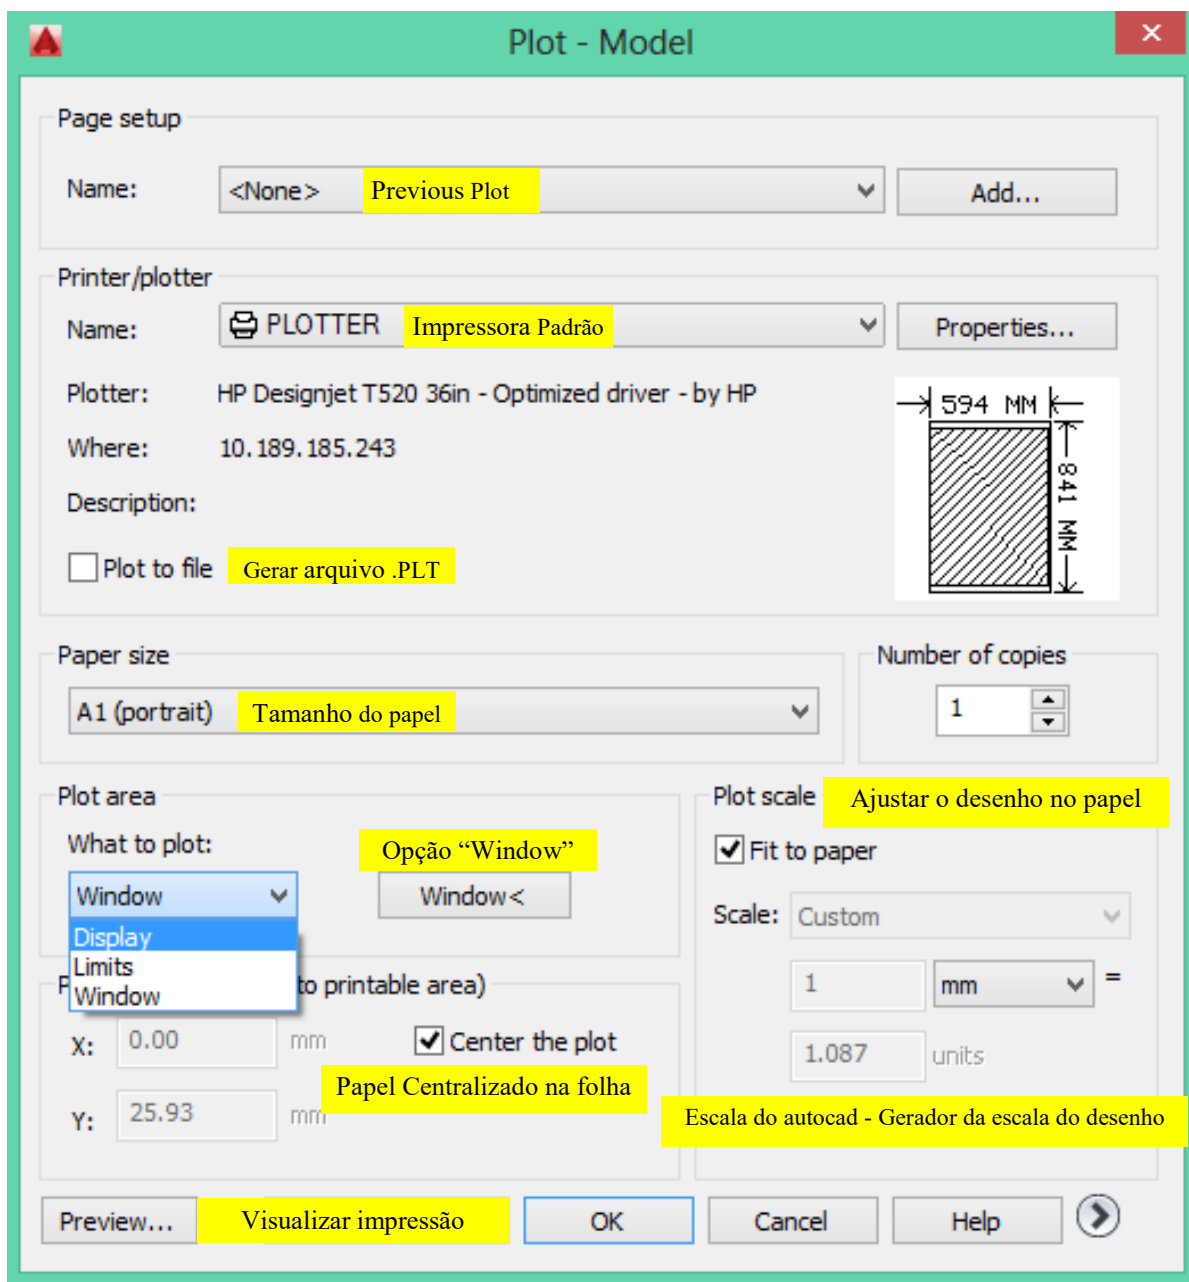 Plot - Model
Page setup
Name: <None> Previous Plot Add...
Printer/plotter
Name: PLOTTER Impressora Padrão Properties...
Plotter: HP Designjet T520 36in - Optimized driver - by HP
594 MM
Where: 10.189.185.243
841 MM
Description:
Plot to file Gerar arquivo .PLT
Paper size
Number of copies
A1 (portrait) Tamanho do papel
1
Plot area
Plot scale Ajustar o desenho no papel
What to plot: Opção “Window”
Fit to paper
Window Window<
Scale: Custom
Display
Limits
Window
P to printable area)
1 mm =
X: 0.00 mm Center the plot
1.087 units
Papel Centralizado na folha
Y: 25.93 mm
Escala do autocad - Gerador da escala do desenho
Preview... Visualizar impressão OK Cancel Help